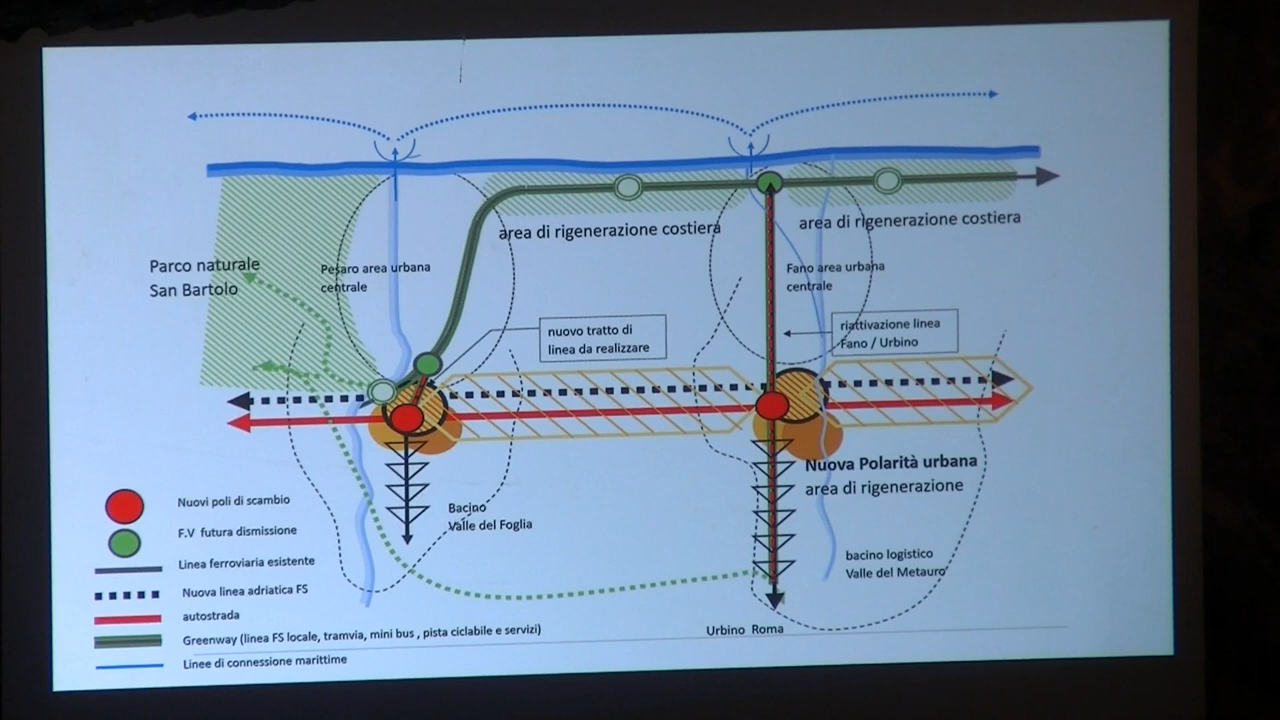 area di rigenerazione costiera
area di rigenerazione costiera
Parco naturale
San Bartolo
Pesaro area urbana
centrale
Fano area urbana
centrale
nuovo tratto di
linea da realizzare
riattivazione linea
Fano / Urbino
Nuova Polarità urbana
area di rigenerazione
Bacino
Valle del Foglia
bacino logistico
Valle del Metauro
Urbino Roma
Nuovi poli di scambio
F.V futura dismissione
Linea ferroviaria esistente
Nuova linea adriatica FS
autostrada
Greenway (linea FS locale, tramvia, mini bus , pista ciclabile e servizi)
Linee di connessione marittime